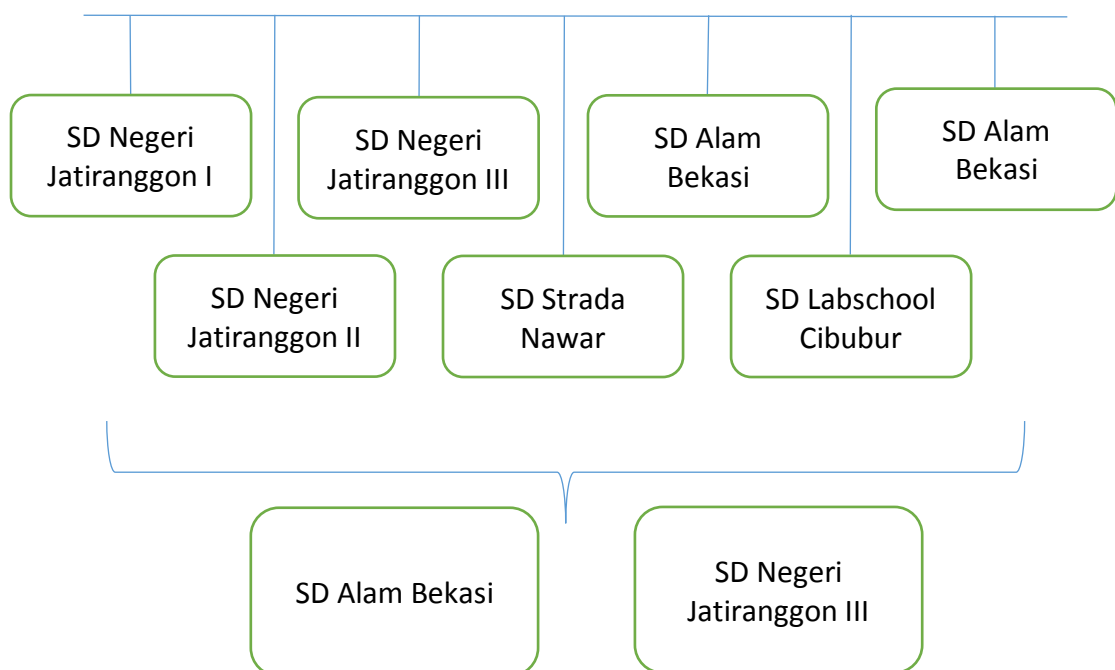 SD Negeri
Jatiranggon I
SD Negeri
Jatiranggon III
SD Alam
Bekasi
SD Alam
Bekasi
SD Negeri
Jatiranggon II
SD Strada
Nawar
SD Labschool
Cibubur
SD Alam Bekasi
SD Negeri
Jatiranggon III